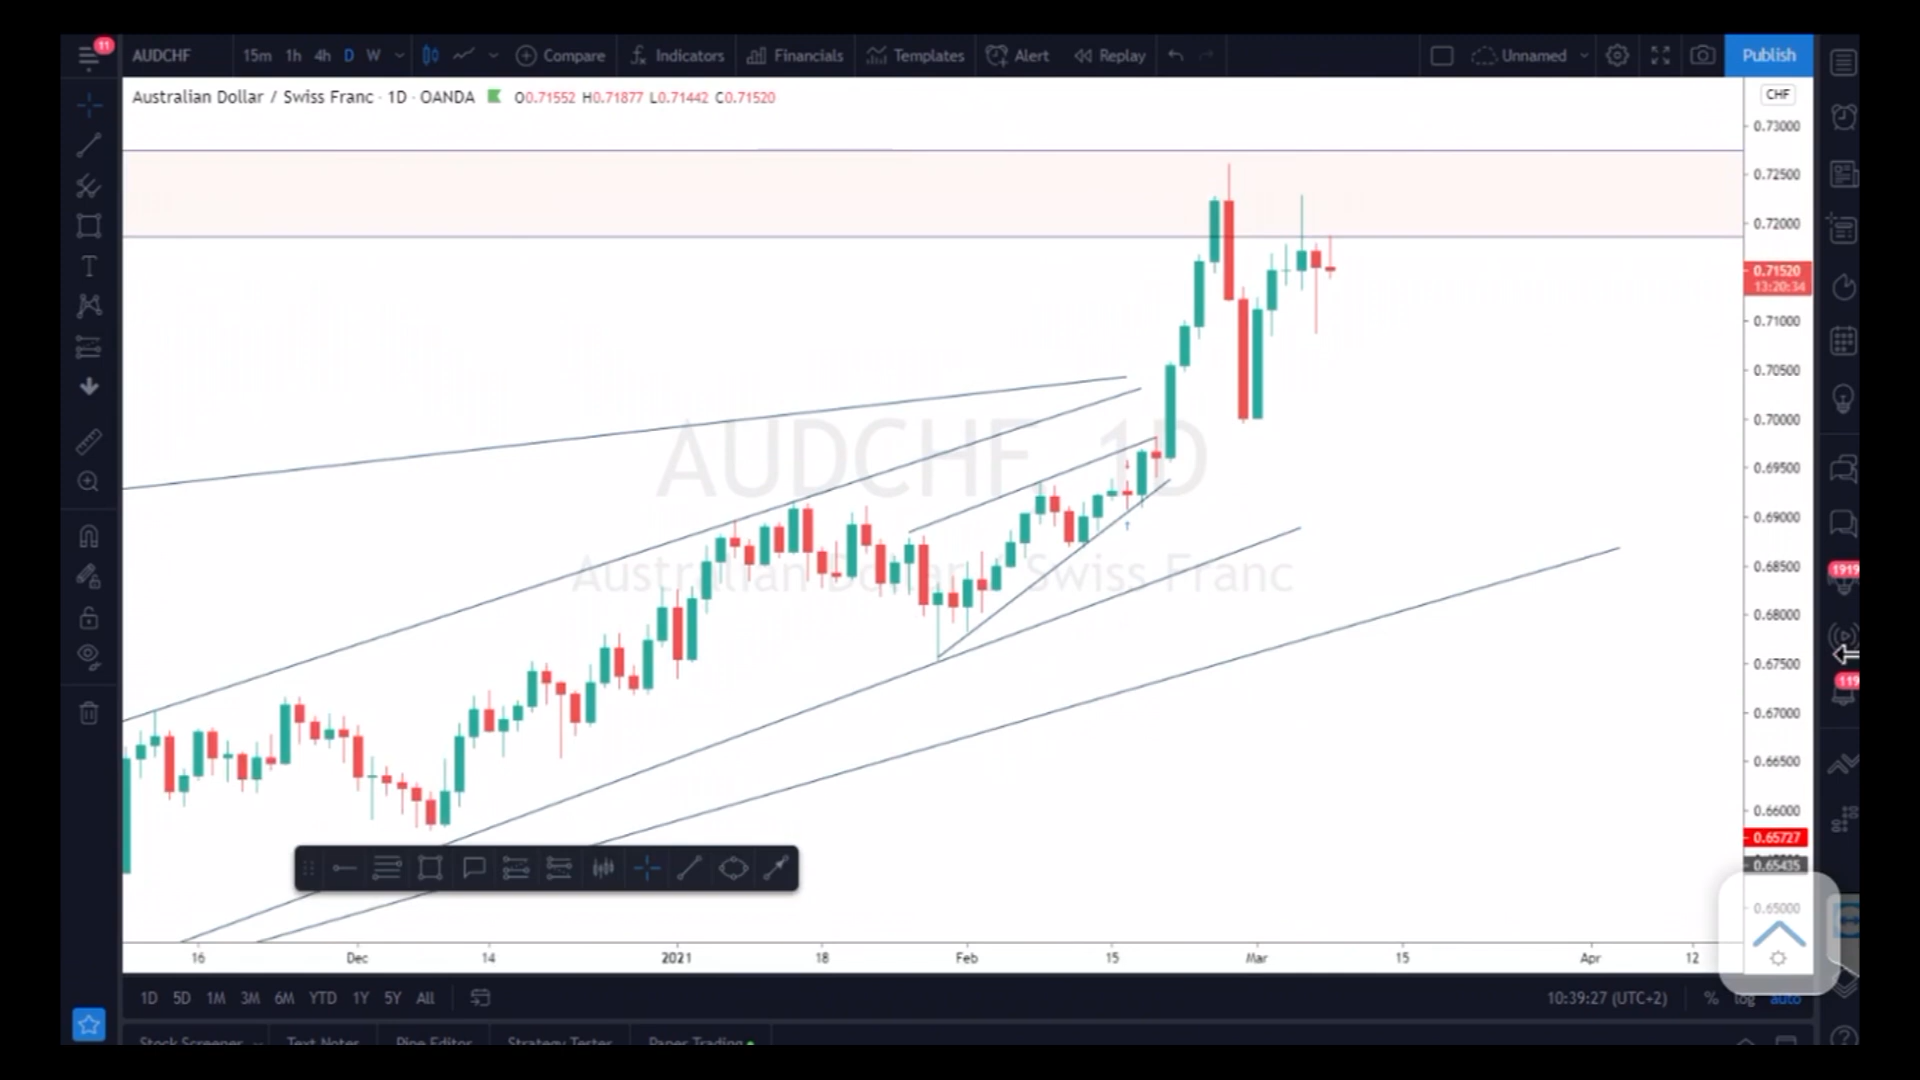 11
AUDCHF 15m 1h 4h D W Compare Indicators Financials Templates Alert Replay Unnamed Publish
Australian Dollar / Swiss Franc · 1D · OANDA O0.71552 H0.71877 L0.71442 C0.71520
CHF
0.73000
0.72500
0.72000
0.71520
13:20:34
0.71000
0.70500
0.70000
0.69500
0.69000
0.68500
0.68000
0.67500
0.67000
0.66500
0.66000
0.65727
0.65435
0.65000
AUDCHF, 1D
Australian Dollar / Swiss Franc
1919
119
16 Dec 14 2021 18 Feb 15 Mar 15 Apr 12
1D 5D 1M 3M 6M YTD 1Y 5Y All 10:39:27 (UTC+2) % log auto
Stock Screener Text Notes Pine Editor Strategy Tester Paper Trading